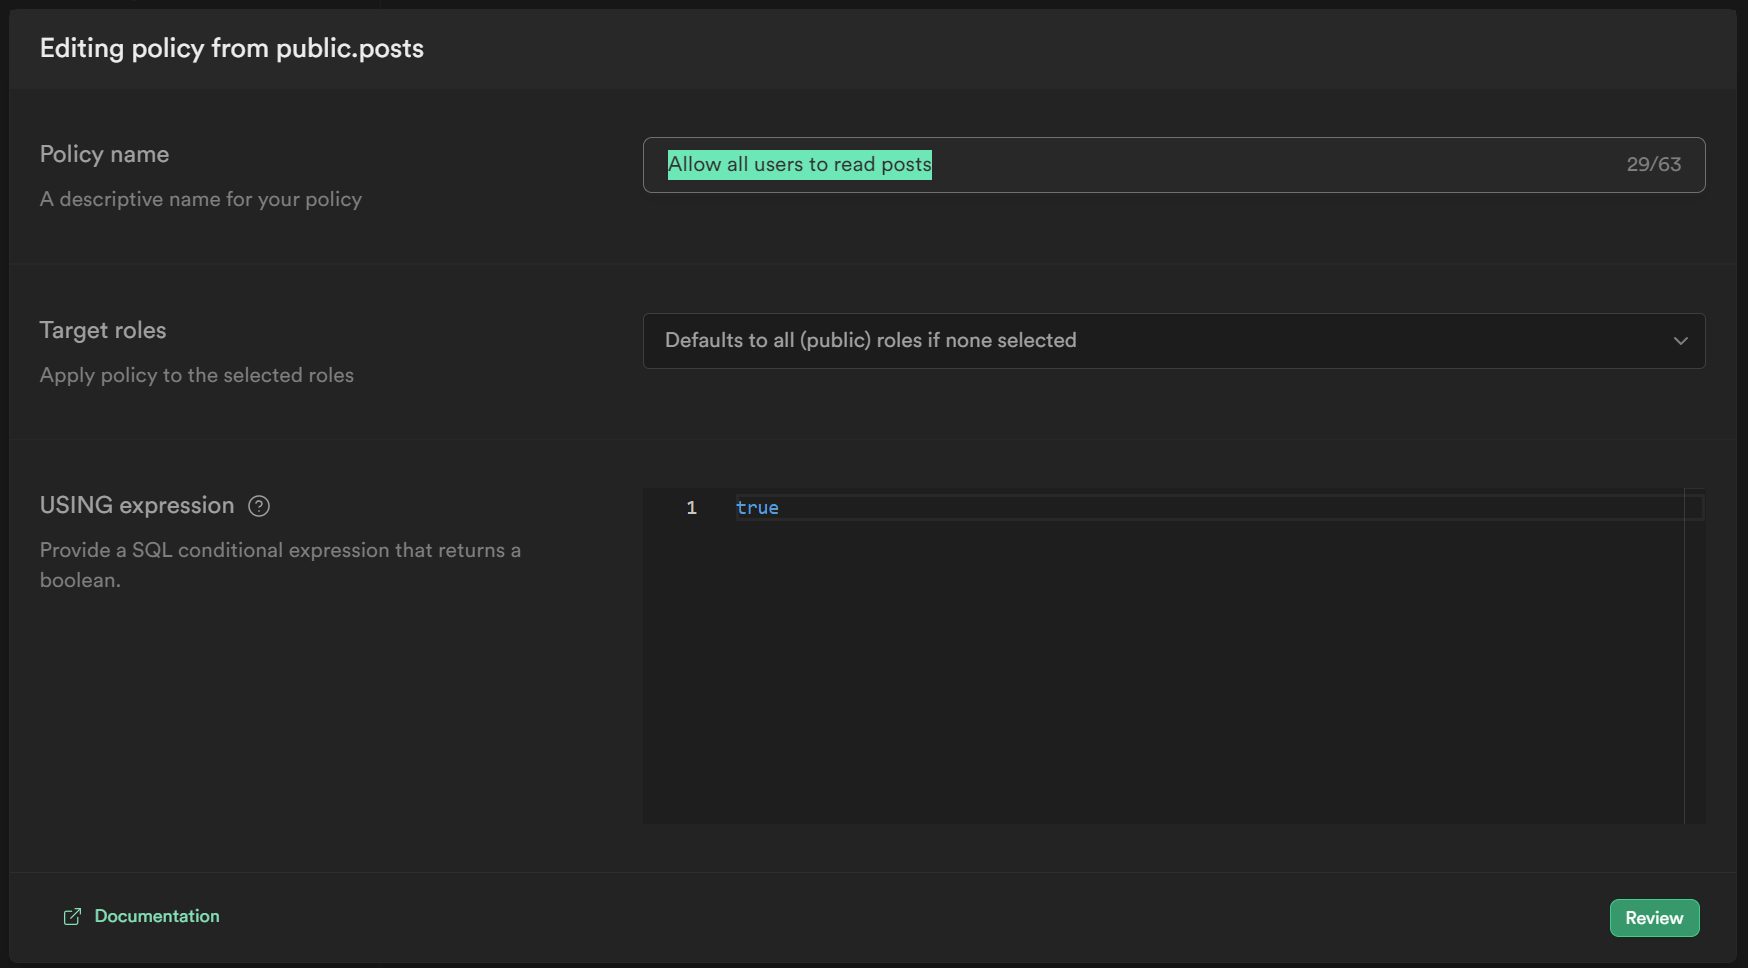 Editing policy from public.posts
Policy name
A descriptive name for your policy
Allow all users to read posts
29/63
Target roles
Apply policy to the selected roles
Defaults to all (public) roles if none selected
USING expression ?
Provide a SQL conditional expression that returns a
boolean.
1 true
Documentation
Review